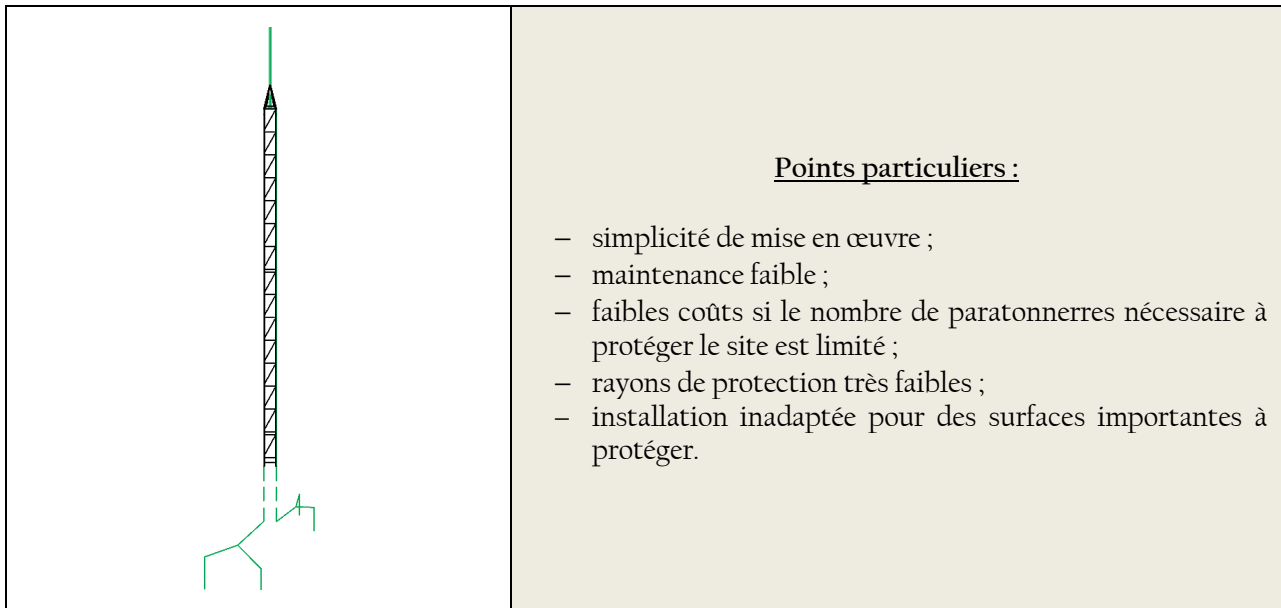 Points particuliers :
– simplicité de mise en œuvre ;
– maintenance faible ;
– faibles coûts si le nombre de paratonnerres nécessaire à
protéger le site est limité ;
– rayons de protection très faibles ;
– installation inadaptée pour des surfaces importantes à
protéger.